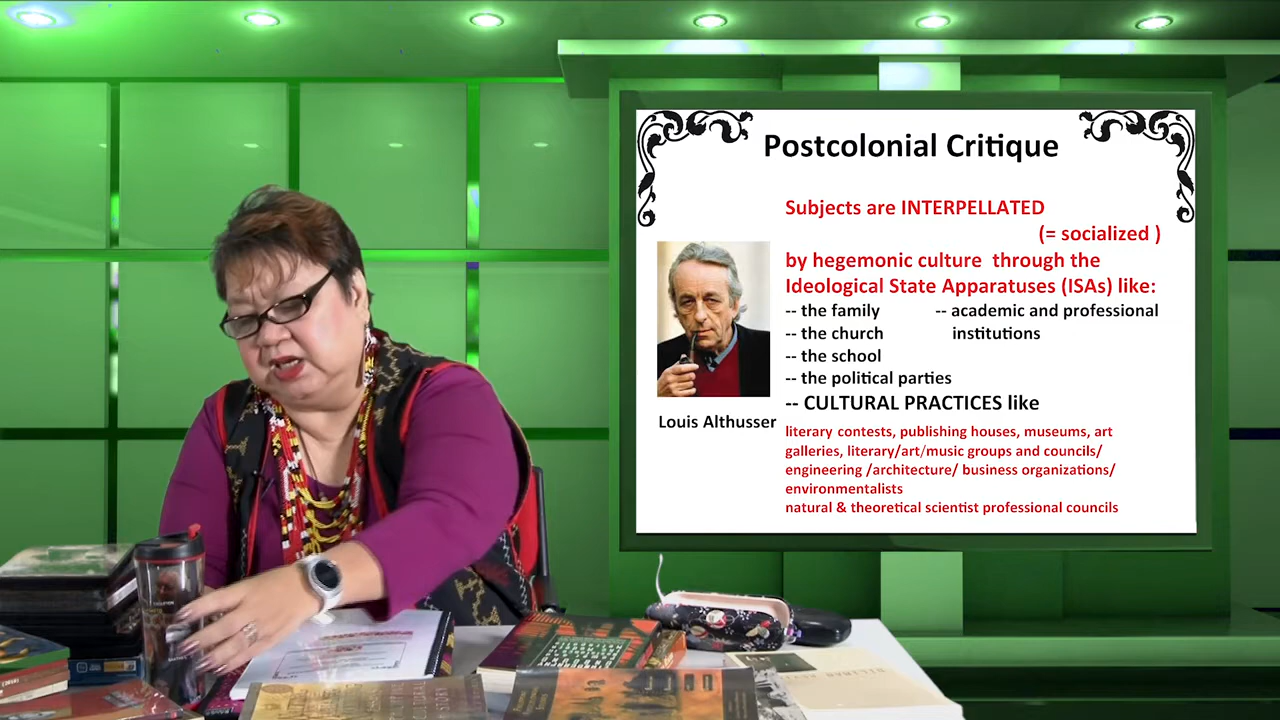 Postcolonial Critique
Subjects are INTERPELLATED
(= socialized )
by hegemonic culture through the
Ideological State Apparatuses (ISAs) like:
-- the family -- academic and professional
-- the church institutions
-- the school
-- the political parties
-- CULTURAL PRACTICES like
Louis Althusser
literary contests, publishing houses, museums, art
galleries, literary/art/music groups and councils/
engineering /architecture/ business organizations/
environmentalists
natural & theoretical scientist professional councils